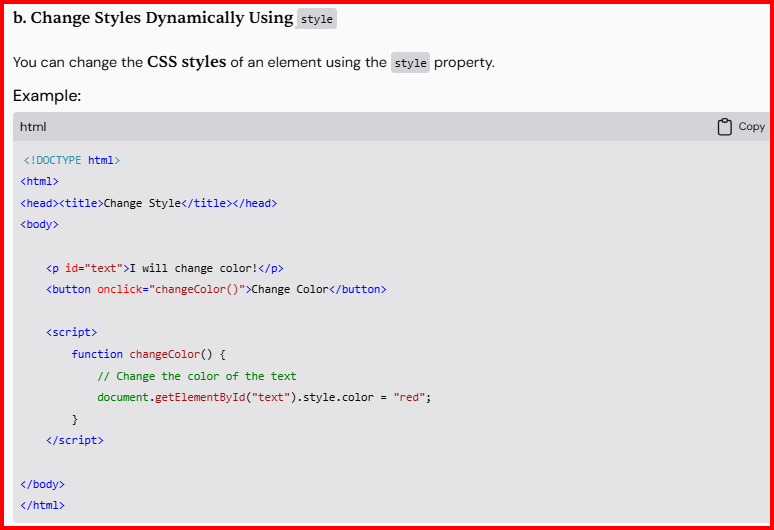 b. Change Styles Dynamically Using style
You can change the CSS styles of an element using the style property.
Example:
html Copy
<!DOCTYPE html>
<html>
<head><title>Change Style</title></head>
<body>
<p id="text">I will change color!</p>
<button onclick="changeColor()">Change Color</button>
<script>
function changeColor() {
// Change the color of the text
document.getElementById("text").style.color = "red";
}
</script>
</body>
</html>